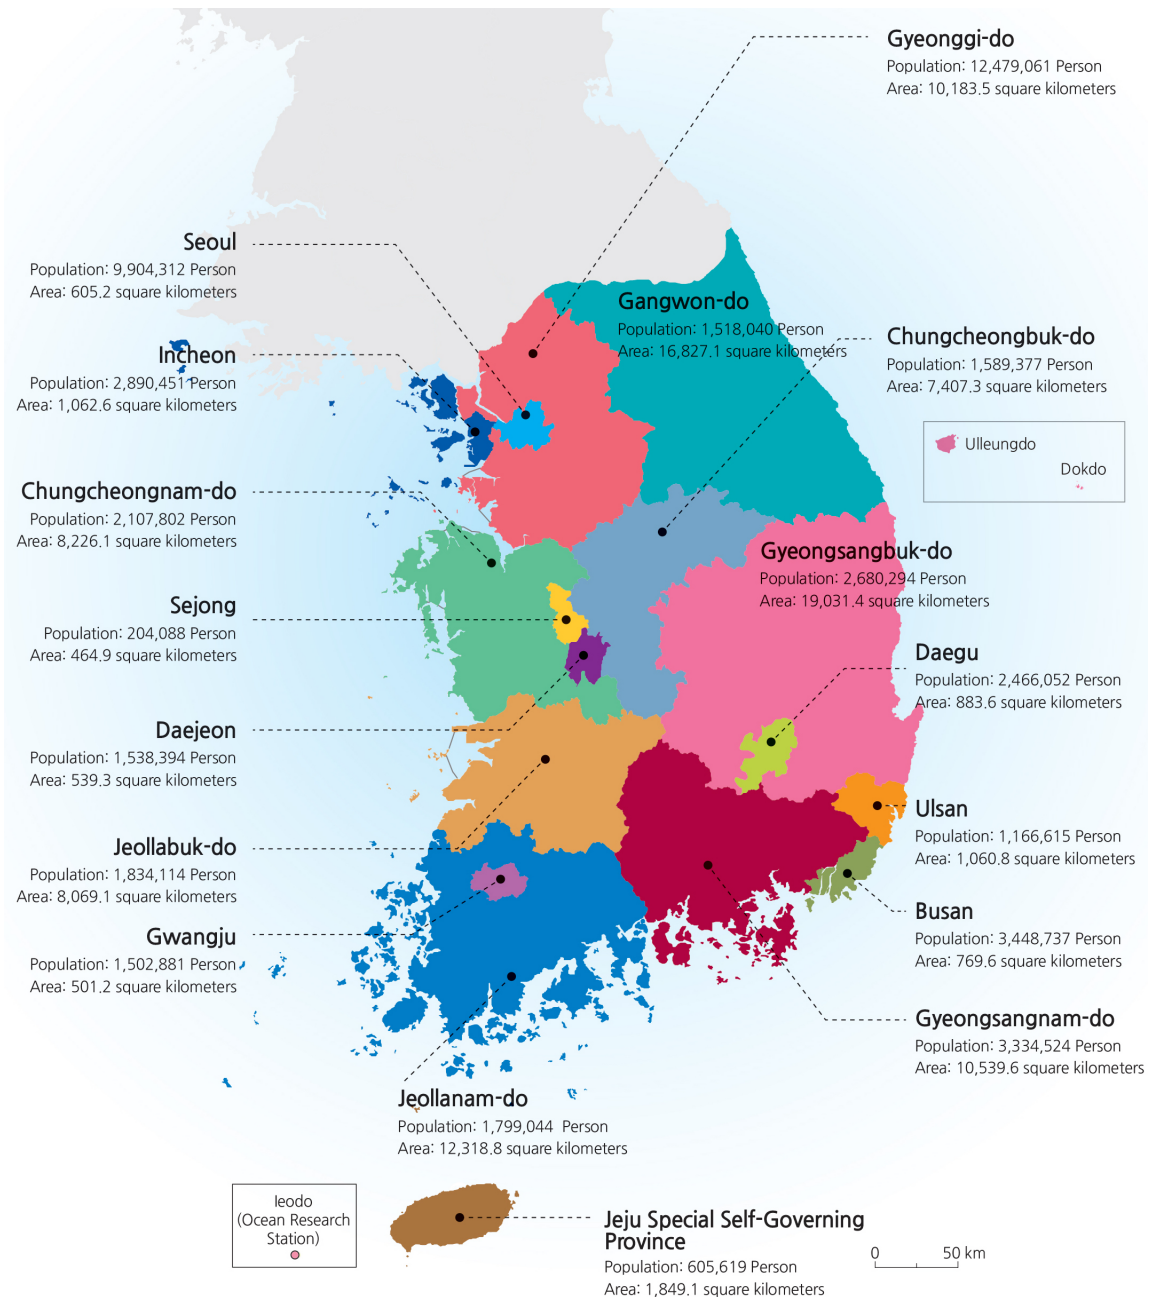 Gyeonggi-do
Population: 12,479,061 Person
Area: 10,183.5 square kilometers
Seoul
Population: 9,904,312 Person
Area: 605.2 square kilometers
Gangwon-do
Population: 1,518,040 Person
Area: 16,827.1 square kilometers
Chungcheongbuk-do
Population: 1,589,377 Person
Area: 7,407.3 square kilometers
Incheon
Population: 2,890,451 Person
Area: 1,062.6 square kilometers
Ulleungdo
Dokdo
Chungcheongnam-do
Population: 2,107,802 Person
Area: 8,226.1 square kilometers
Gyeongsangbuk-do
Population: 2,680,294 Person
Area: 19,031.4 square kilometers
Sejong
Population: 204,088 Person
Area: 464.9 square kilometers
Daegu
Population: 2,466,052 Person
Area: 883.6 square kilometers
Daejeon
Population: 1,538,394 Person
Area: 539.3 square kilometers
Ulsan
Population: 1,166,615 Person
Area: 1,060.8 square kilometers
Jeollabuk-do
Population: 1,834,114 Person
Area: 8,069.1 square kilometers
Busan
Population: 3,448,737 Person
Area: 769.6 square kilometers
Gwangju
Population: 1,502,881 Person
Area: 501.2 square kilometers
Gyeongsangnam-do
Population: 3,334,524 Person
Area: 10,539.6 square kilometers
Jeollanam-do
Population: 1,799,044 Person
Area: 12,318.8 square kilometers
Ieodo
(Ocean Research
Station)
Jeju Special Self-Governing
Province
Population: 605,619 Person
Area: 1,849.1 square kilometers
0 50 km